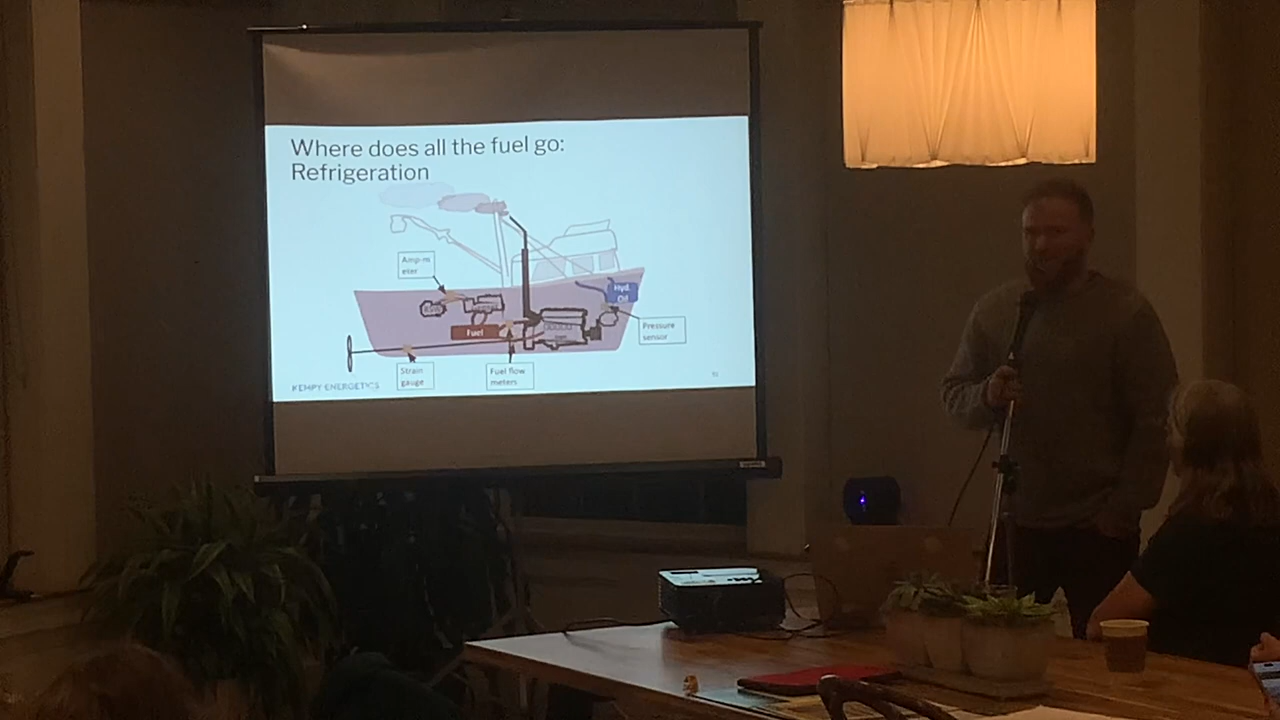 Where does all the fuel go:
Refrigeration
Amp-m
eter
Hyd.
Oil
RSW
Fuel
Pressure
sensor
Strain
gauge
Fuel flow
meters
KEMPY ENERGETICS